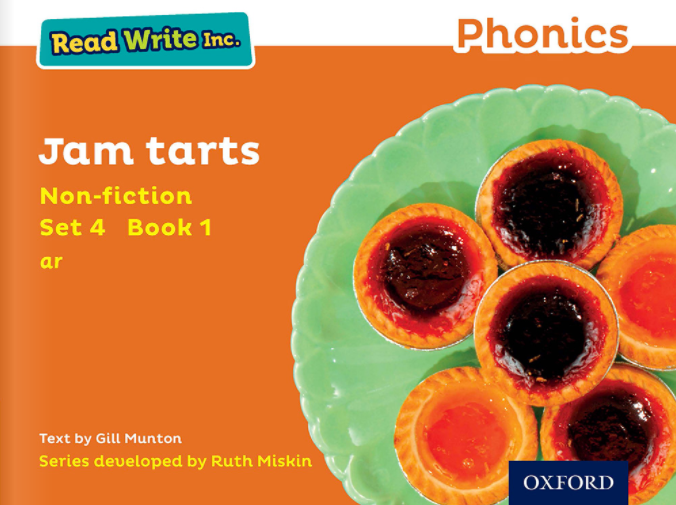 Read Write Inc.
Phonics
Jam tarts
Non-fiction
Set 4 Book 1
ar
Text by Gill Munton
Series developed by Ruth Miskin
OXFORD